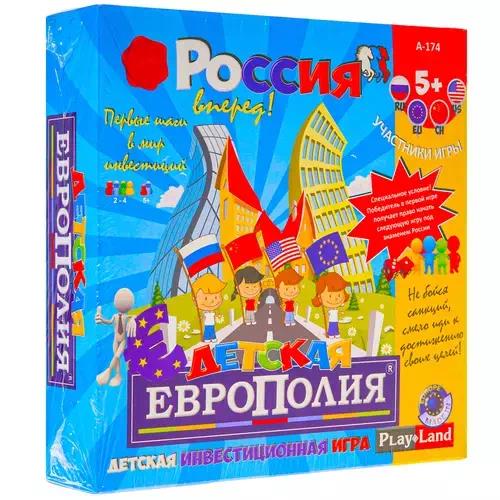 Россия
вперед!
Первые шаги
в мир
инвестиций
2 - 4
5+
A-174
5+
RU
US
EU
CH
УЧАСТНИКИ ИГРЫ
Специальное условие!
Победитель в первой игре
получает право начать
следующую игру под
знаменем России
Не бойся
санкций,
смело иди к
достижению
своих целей!
ДЕТСКАЯ
ЕВРОПОЛИЯ®
ДЕТСКАЯ ИНВЕСТИЦИОННАЯ ИГРА
Play Land
ДЕТСКАЯ
ЕВРОПОЛИЯ